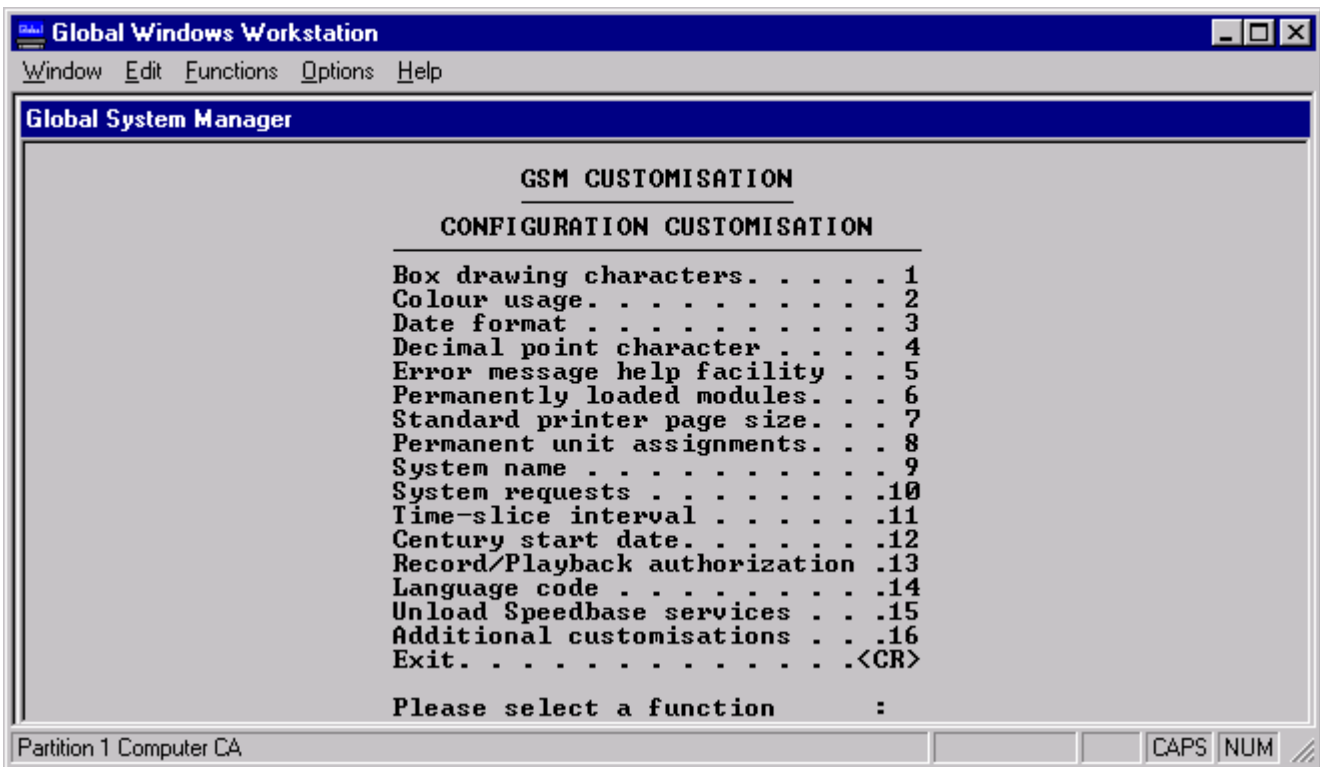 Global Windows Workstation
Window Edit Functions Options Help
Global System Manager
GSM CUSTOMISATION
CONFIGURATION CUSTOMISATION
Box drawing characters. . . . . 1
Colour usage. . . . . . . . . . 2
Date format . . . . . . . . . . 3
Decimal point character . . . . 4
Error message help facility . . 5
Permanently loaded modules. . . 6
Standard printer page size. . . 7
Permanent unit assignments. . . 8
System name . . . . . . . . . . 9
System requests . . . . . . . .10
Time-slice interval . . . . . .11
Century start date. . . . . . .12
Record/Playback authorization .13
Language code . . . . . . . . .14
Unload Speedbase services . . .15
Additional customisations . . .16
Exit. . . . . . . . . . . . . .<CR>
Please select a function :
Partition 1 Computer CA CAPS NUM